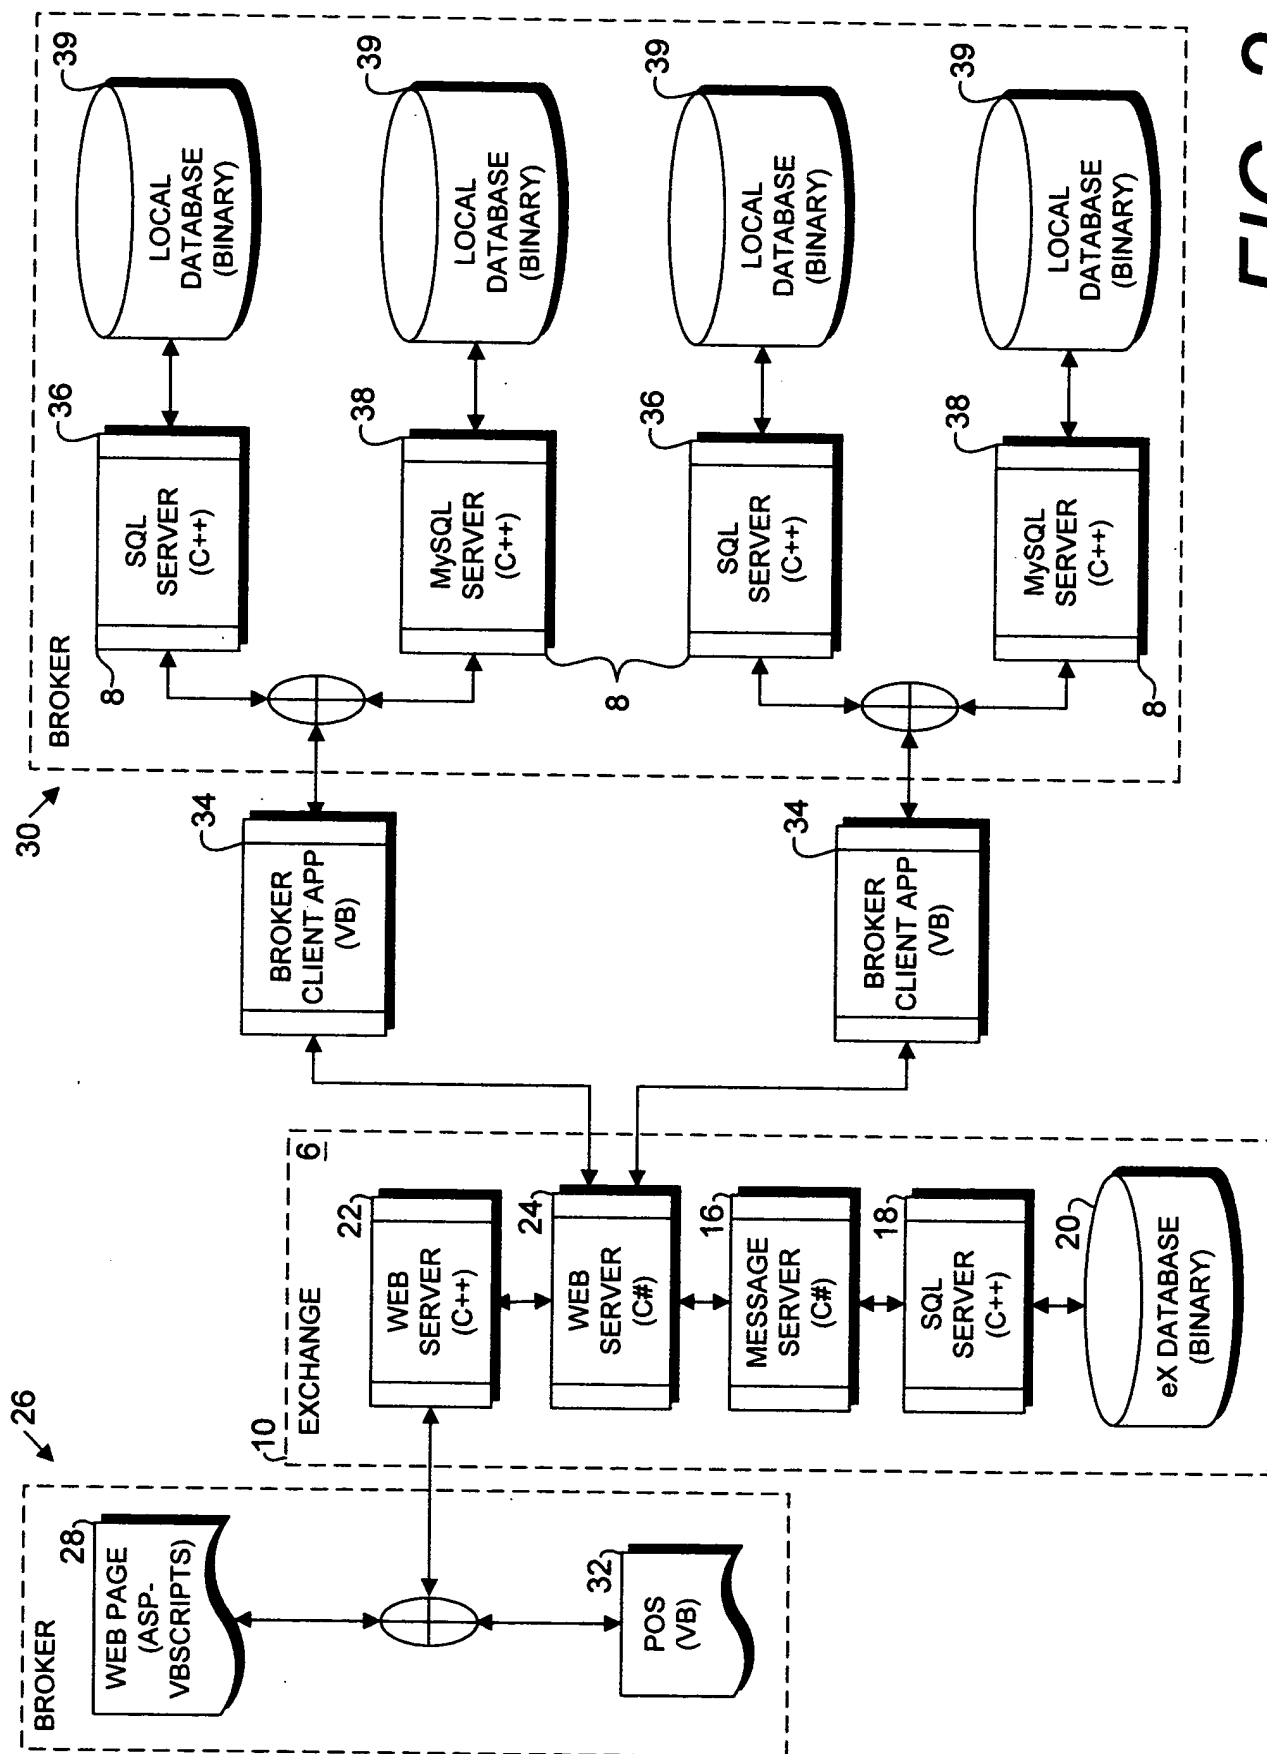 BROKER
26
28
WEB PAGE
(ASP-
VBSCRIPTS)
32
POS
(VB)
10
EXCHANGE
6
22
WEB
SERVER
(C++)
24
WEB
SERVER
(C#)
16
MESSAGE
SERVER
(C#)
18
SQL
SERVER
(C++)
20
eX DATABASE
(BINARY)
34
BROKER
CLIENT APP
(VB)
34
BROKER
CLIENT APP
(VB)
30
BROKER
8
36
SQL
SERVER
(C++)
39
LOCAL
DATABASE
(BINARY)
38
MySQL
SERVER
(C++)
39
LOCAL
DATABASE
(BINARY)
8
36
SQL
SERVER
(C++)
39
LOCAL
DATABASE
(BINARY)
38
MySQL
SERVER
(C++)
8
39
LOCAL
DATABASE
(BINARY)
FIG.